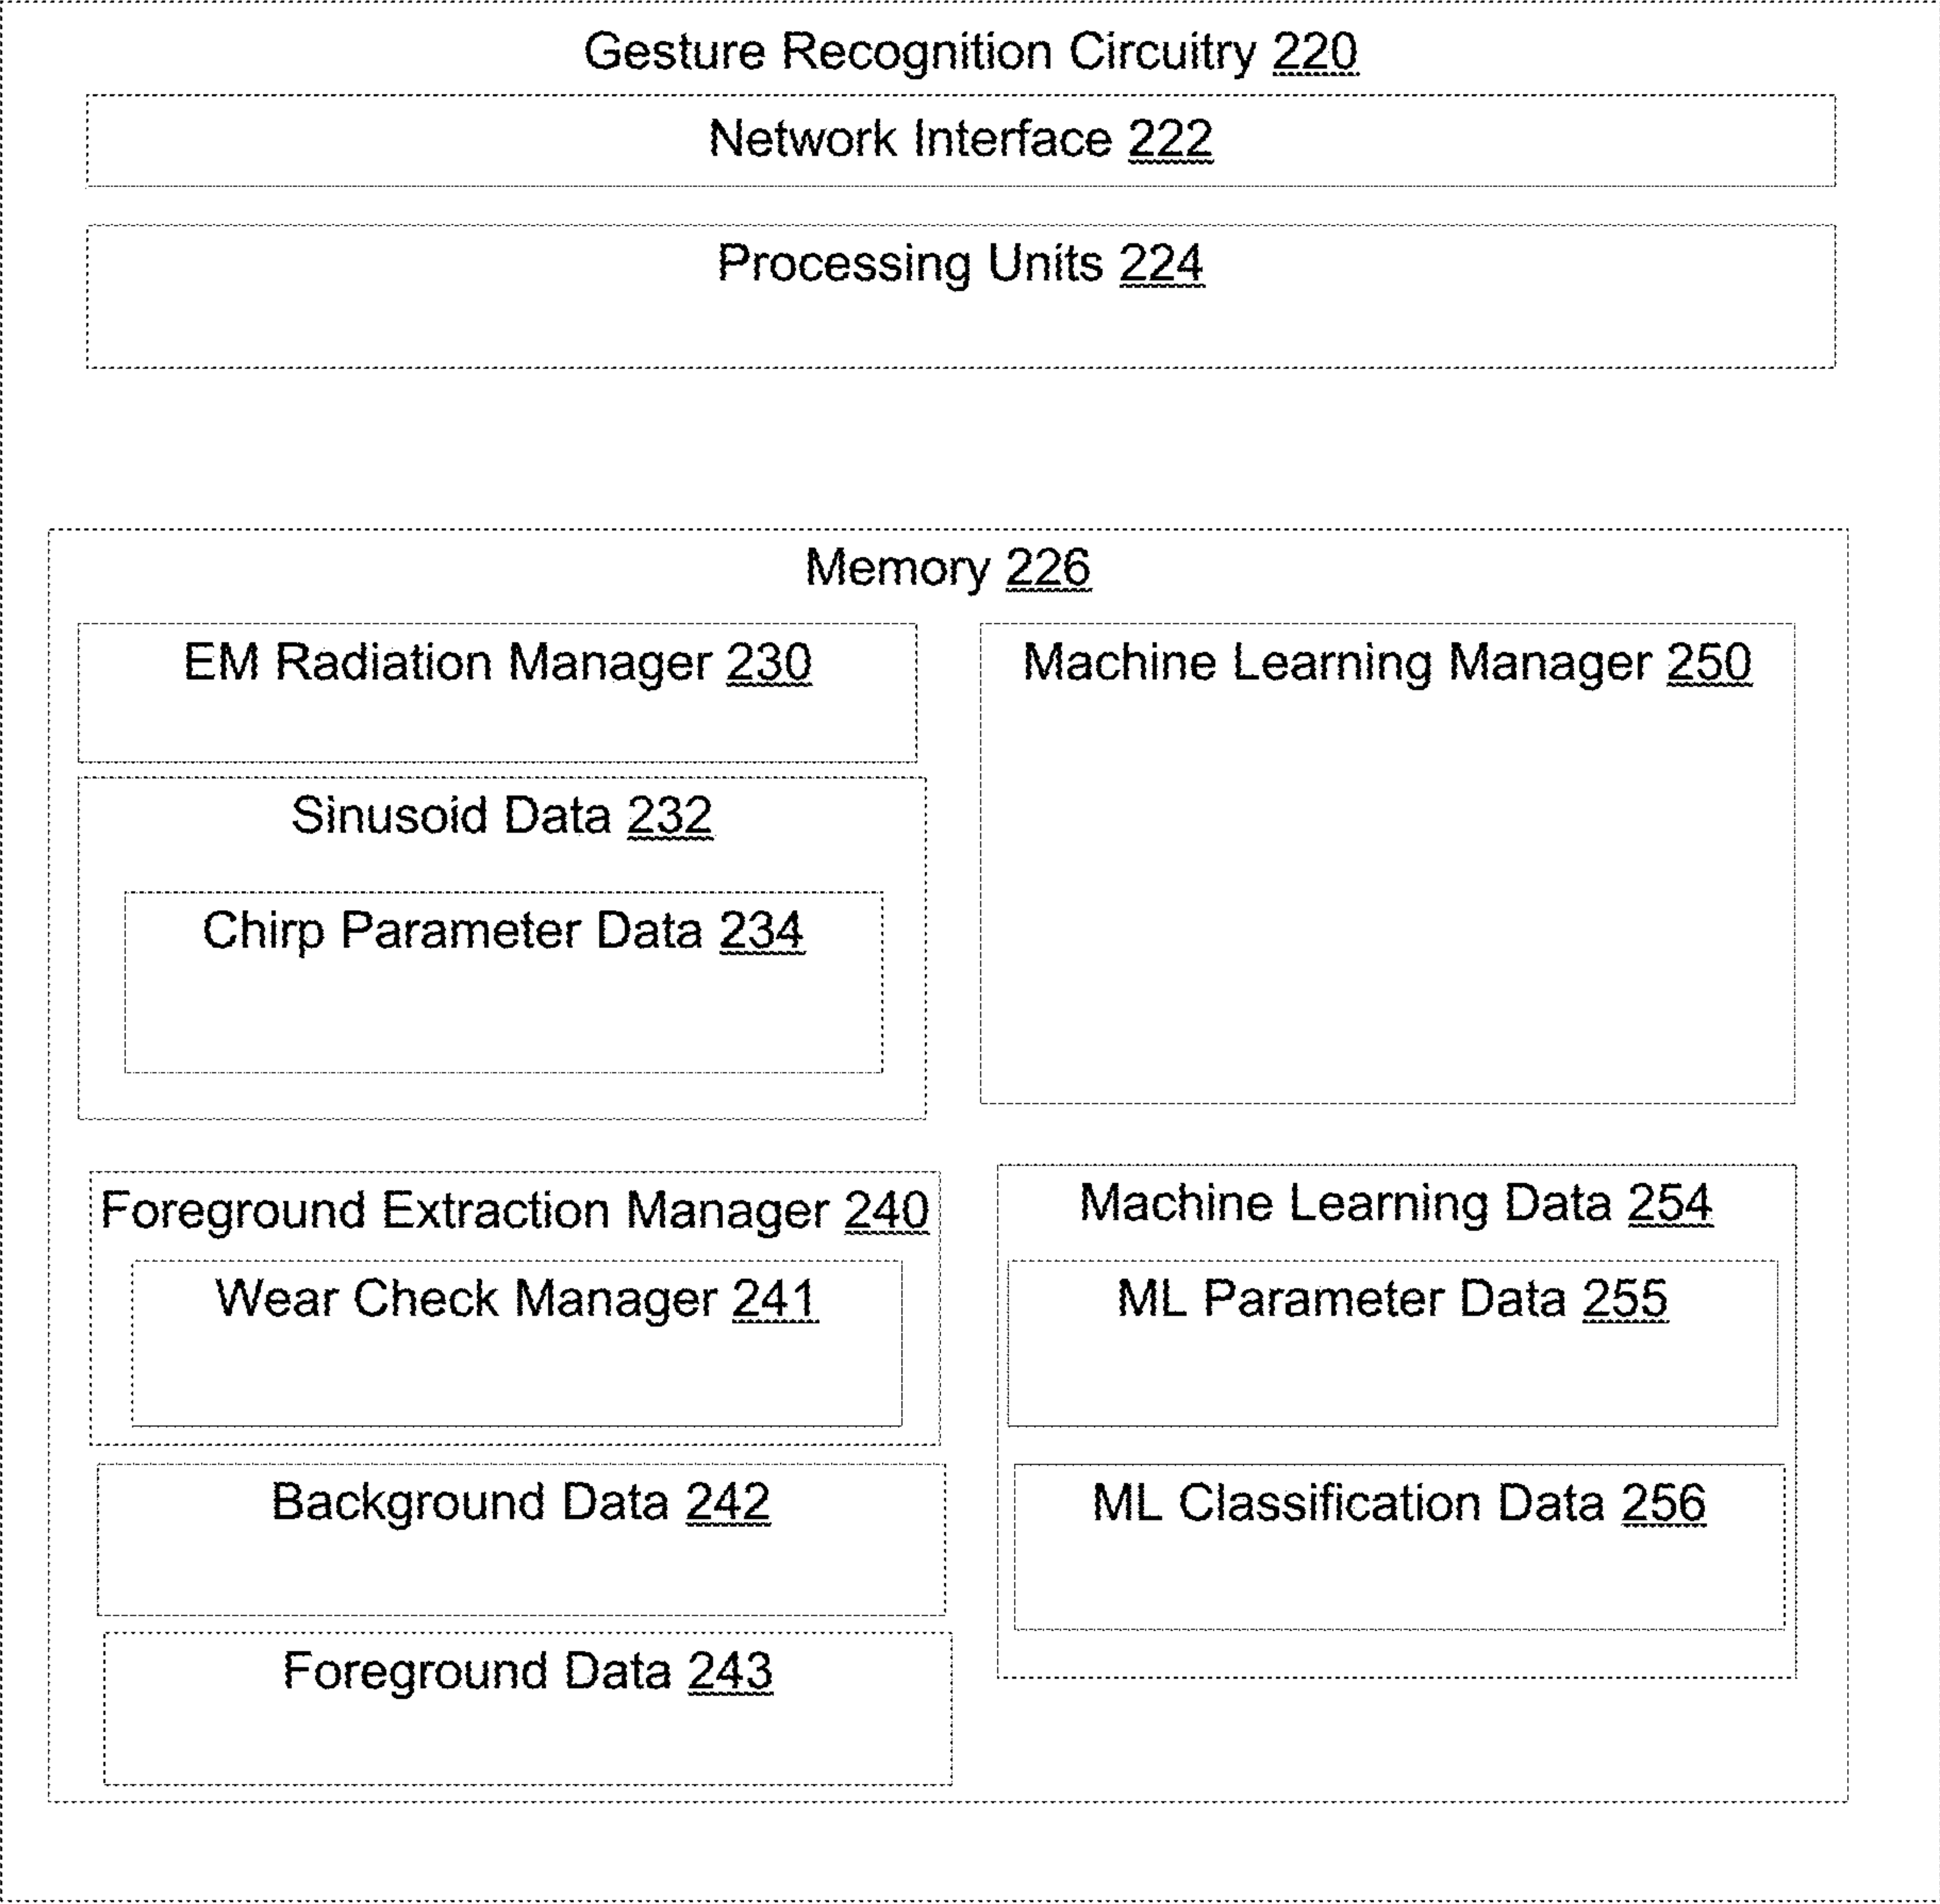 Gesture Recognition Circuitry 220
Network Interface 222
Processing Units 224
Memory 226
EM Radiation Manager 230
Sinusoid Data 232
Chirp Parameter Data 234
Foreground Extraction Manager 240
Wear Check Manager 241
Background Data 242
Foreground Data 243
Machine Learning Manager 250
Machine Learning Data 254
ML Parameter Data 255
ML Classification Data 256